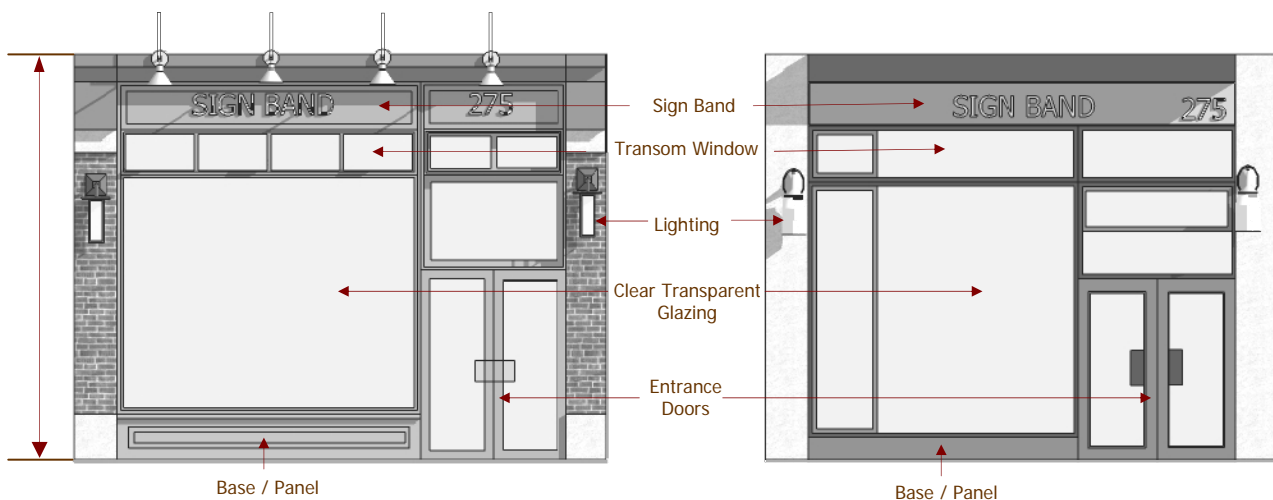 SIGN BAND
275
Sign Band
SIGN BAND
275
Transom Window
Lighting
Clear Transparent
Glazing
Entrance
Doors
Base / Panel
Base / Panel